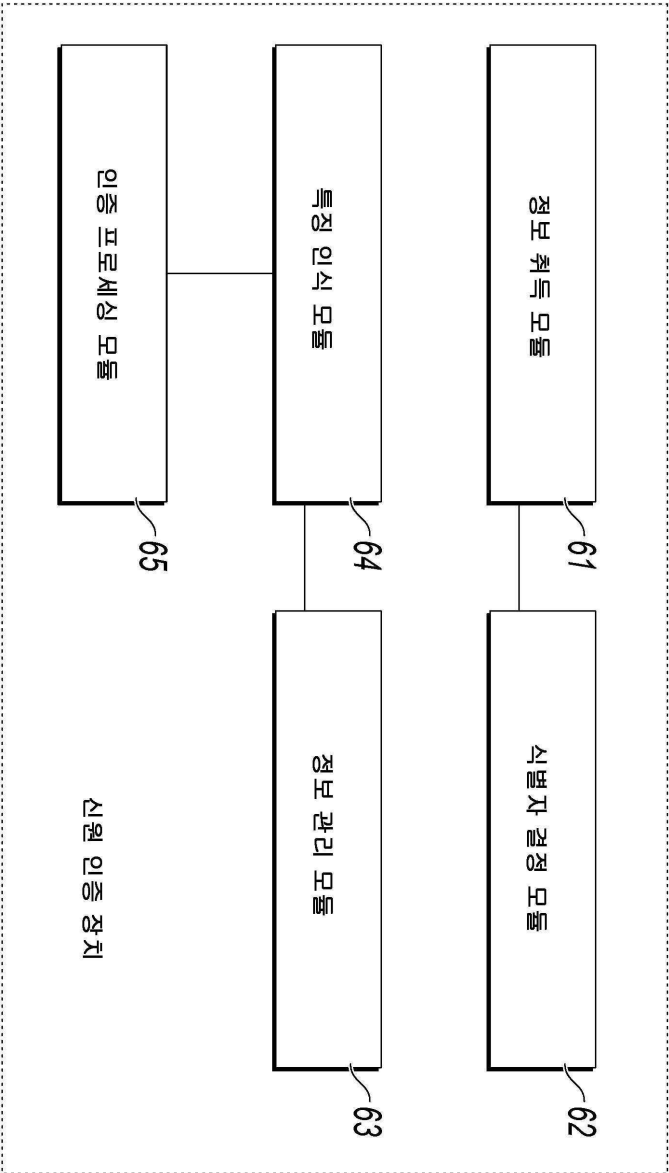 정보 취득 모듈
61
식별자 결정 모듈
62
특징 인식 모듈
64
정보 관리 모듈
63
인증 프로세싱 모듈
65
신원 인증 장치